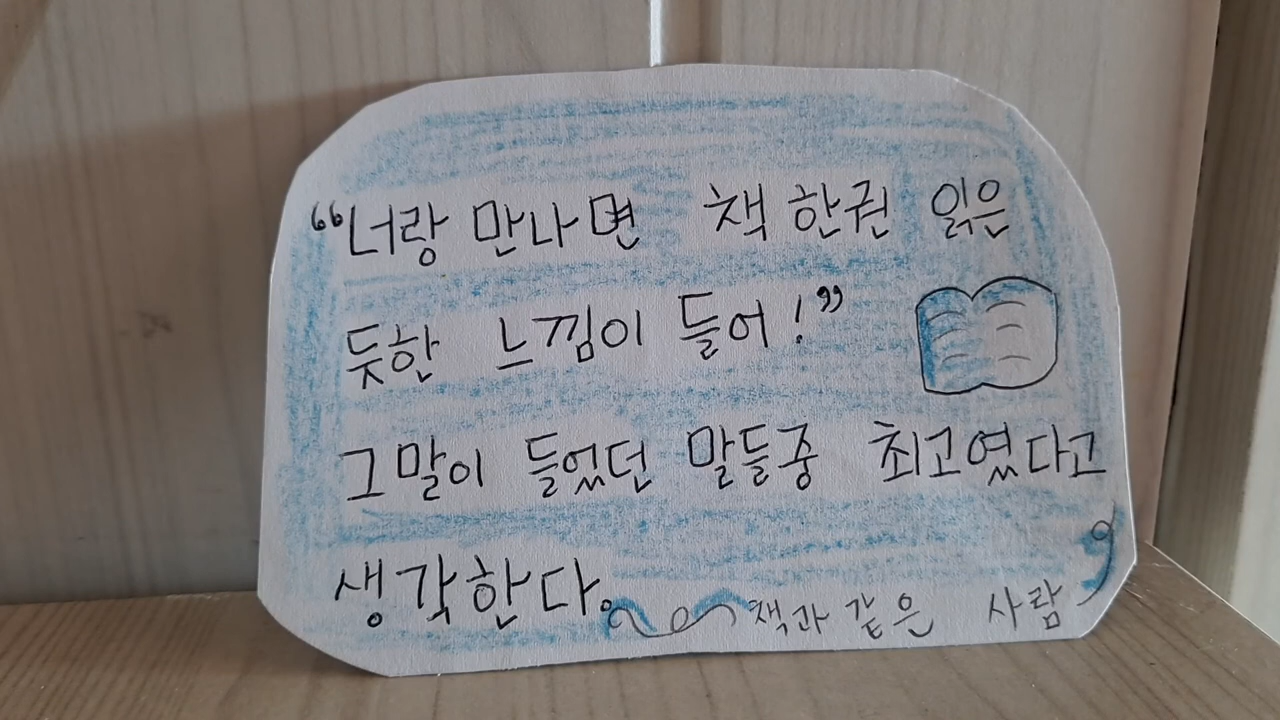 “너랑 만나면 책 한권 읽은
듯한 느낌이 들어!”
그말이 들었던 말들중 최고였다고
생각한다.
책과 같은 사람